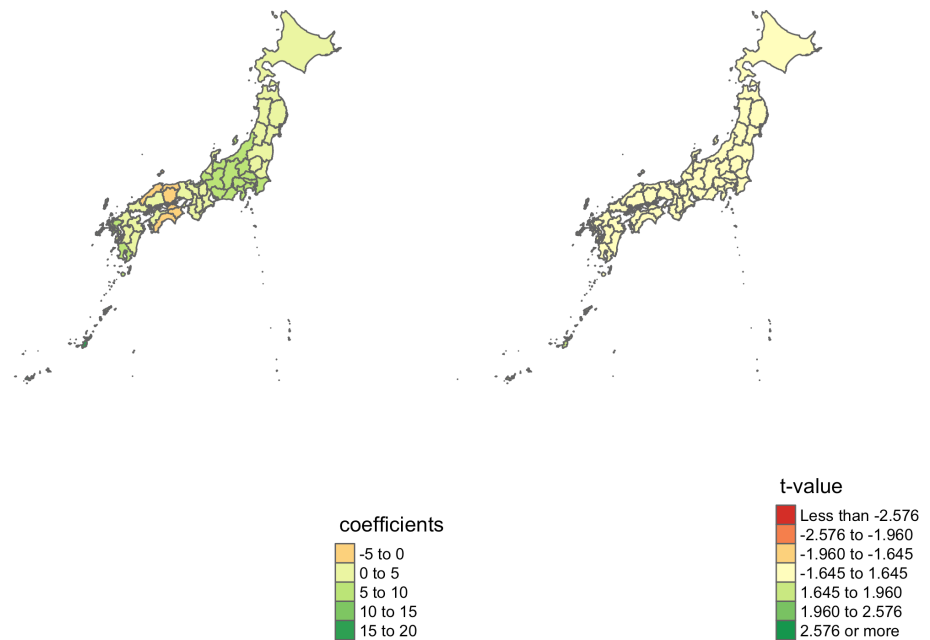 coefficients
-5 to 0
0 to 5
5 to 10
10 to 15
15 to 20
t-value
Less than -2.576
-2.576 to -1.960
-1.960 to -1.645
-1.645 to 1.645
1.645 to 1.960
1.960 to 2.576
2.576 or more